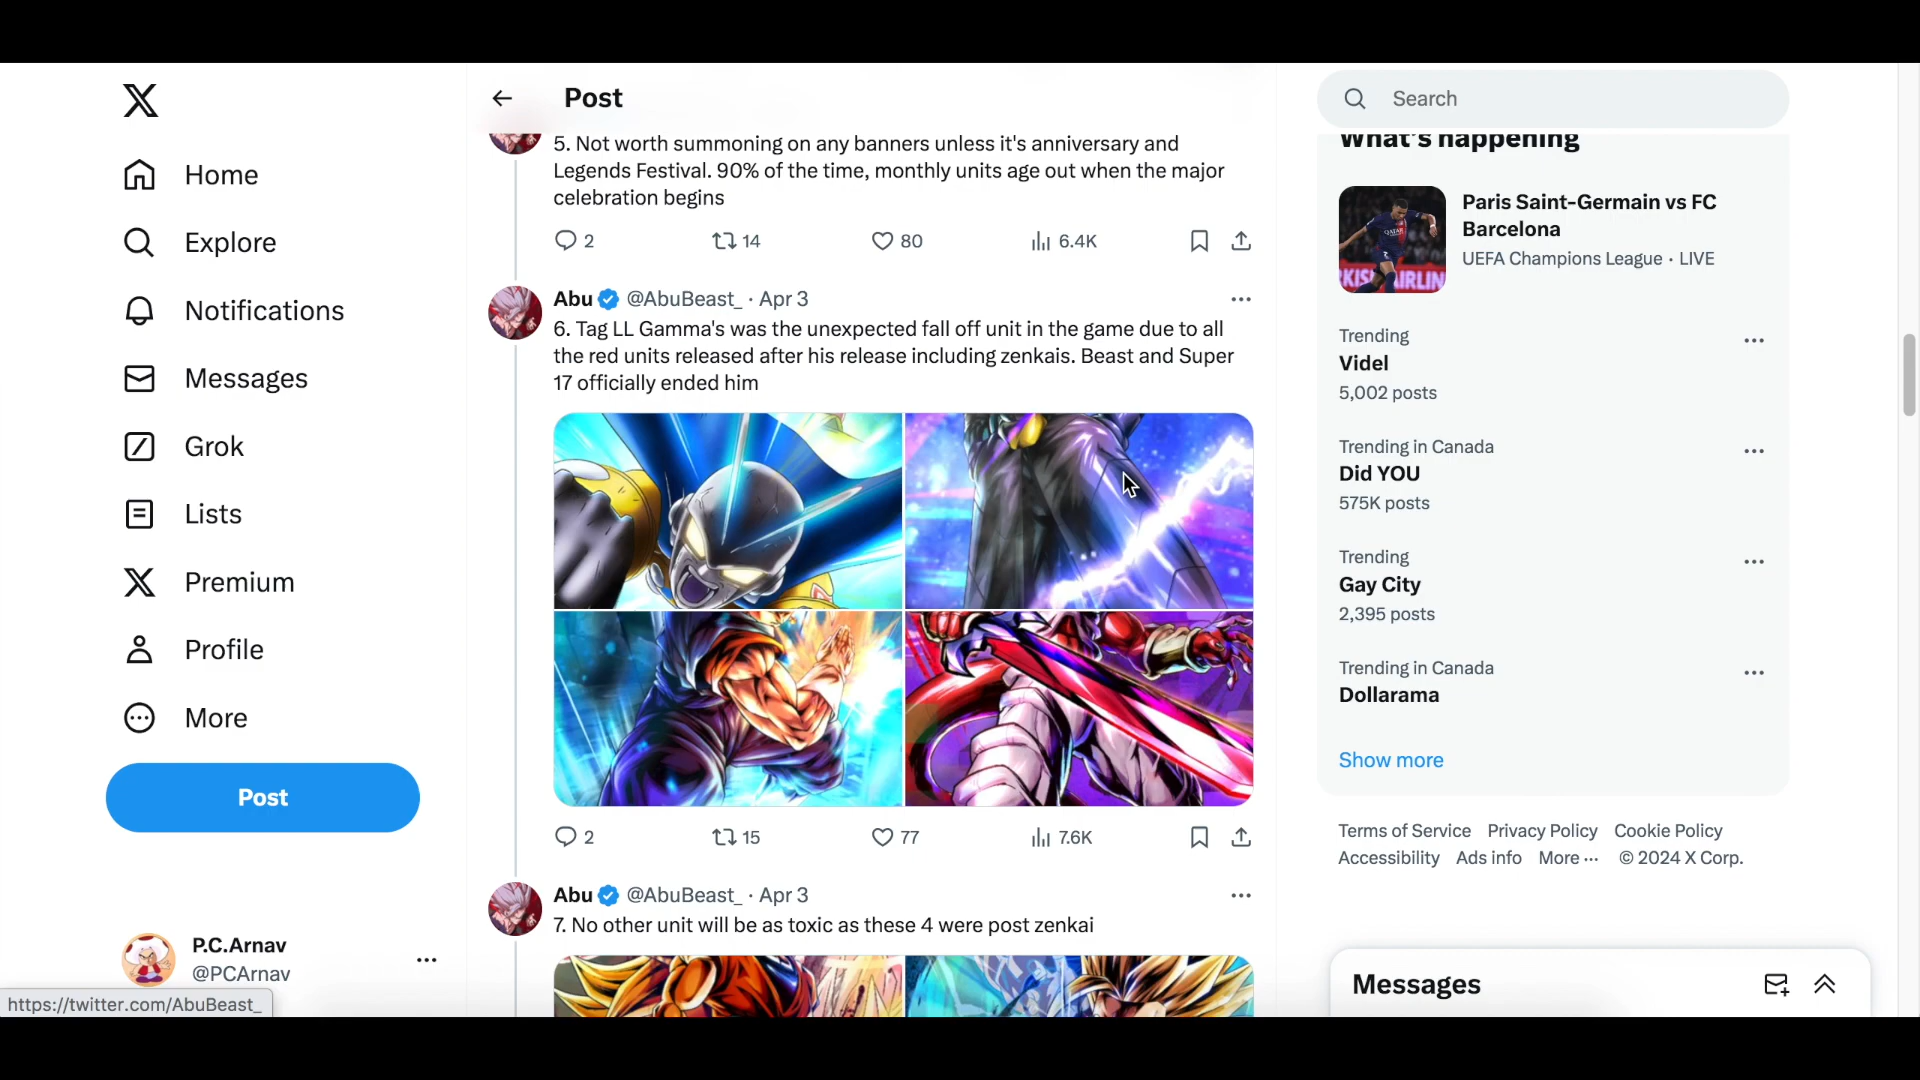 Home
Explore
Notifications
Messages
Grok
Lists
Premium
Profile
More
Post
P.C.Arnav
@PCArnav
https://twitter.com/AbuBeast_
Post
5. Not worth summoning on any banners unless it's anniversary and
Legends Festival. 90% of the time, monthly units age out when the major
celebration begins
2 14 80 6.4K
Abu @AbuBeast_ · Apr 3
6. Tag LL Gamma's was the unexpected fall off unit in the game due to all
the red units released after his release including zenkais. Beast and Super
17 officially ended him
2 15 77 7.6K
Abu @AbuBeast_ · Apr 3
7. No other unit will be as toxic as these 4 were post zenkai
Search
What's happening
Paris Saint-Germain vs FC
Barcelona
UEFA Champions League · LIVE
Trending
Videl
5,002 posts
Trending in Canada
Did YOU
575K posts
Trending
Gay City
2,395 posts
Trending in Canada
Dollarama
Show more
Terms of Service Privacy Policy Cookie Policy
Accessibility Ads info More ··· © 2024 X Corp.
Messages